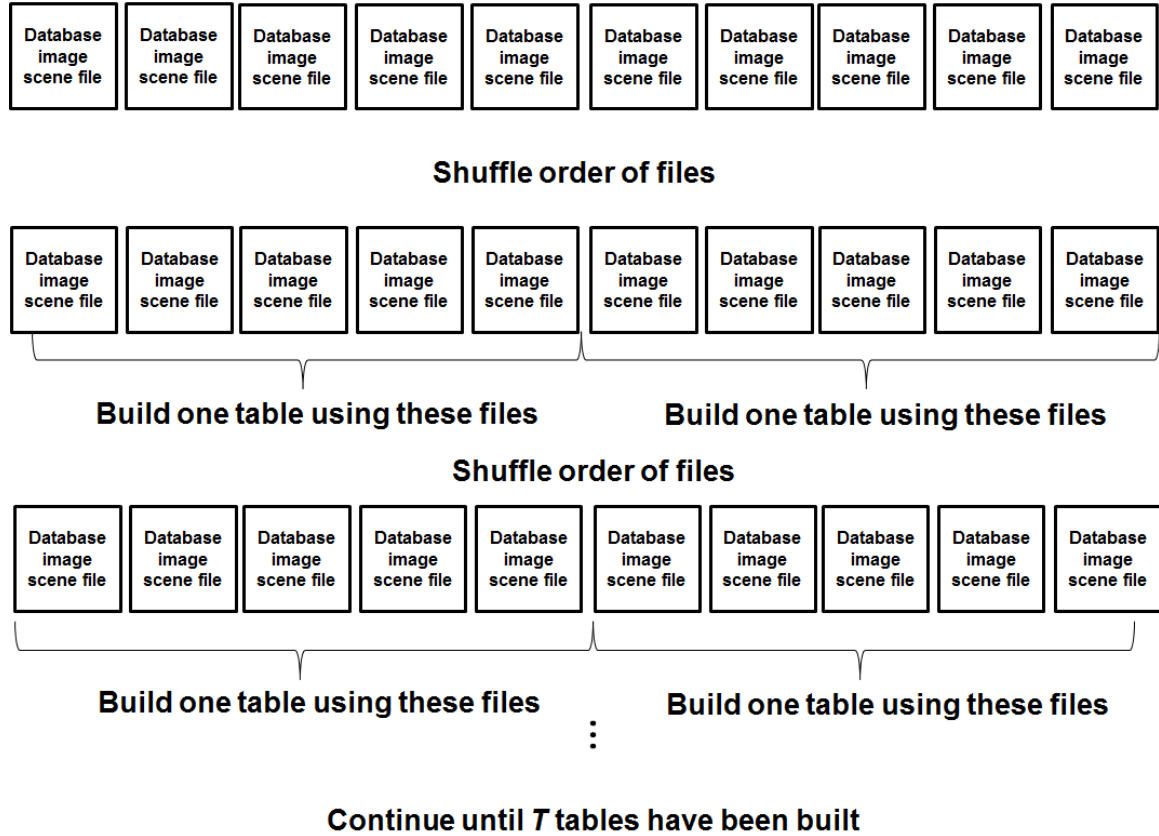 Database Database Database Database Database Database Database Database Database Database
image image image image image image image image image image
scene file scene file scene file scene file scene file scene file scene file scene file scene file scene file
Shuffle order of files
Database Database Database Database Database Database Database Database Database Database
image image image image image image image image image image
scene file scene file scene file scene file scene file scene file scene file scene file scene file scene file
Build one table using these files Build one table using these files
Shuffle order of files
Database Database Database Database Database Database Database Database Database Database
image image image image image image image image image image
scene file scene file scene file scene file scene file scene file scene file scene file scene file scene file
Build one table using these files Build one table using these files
⋮
Continue until T tables have been built